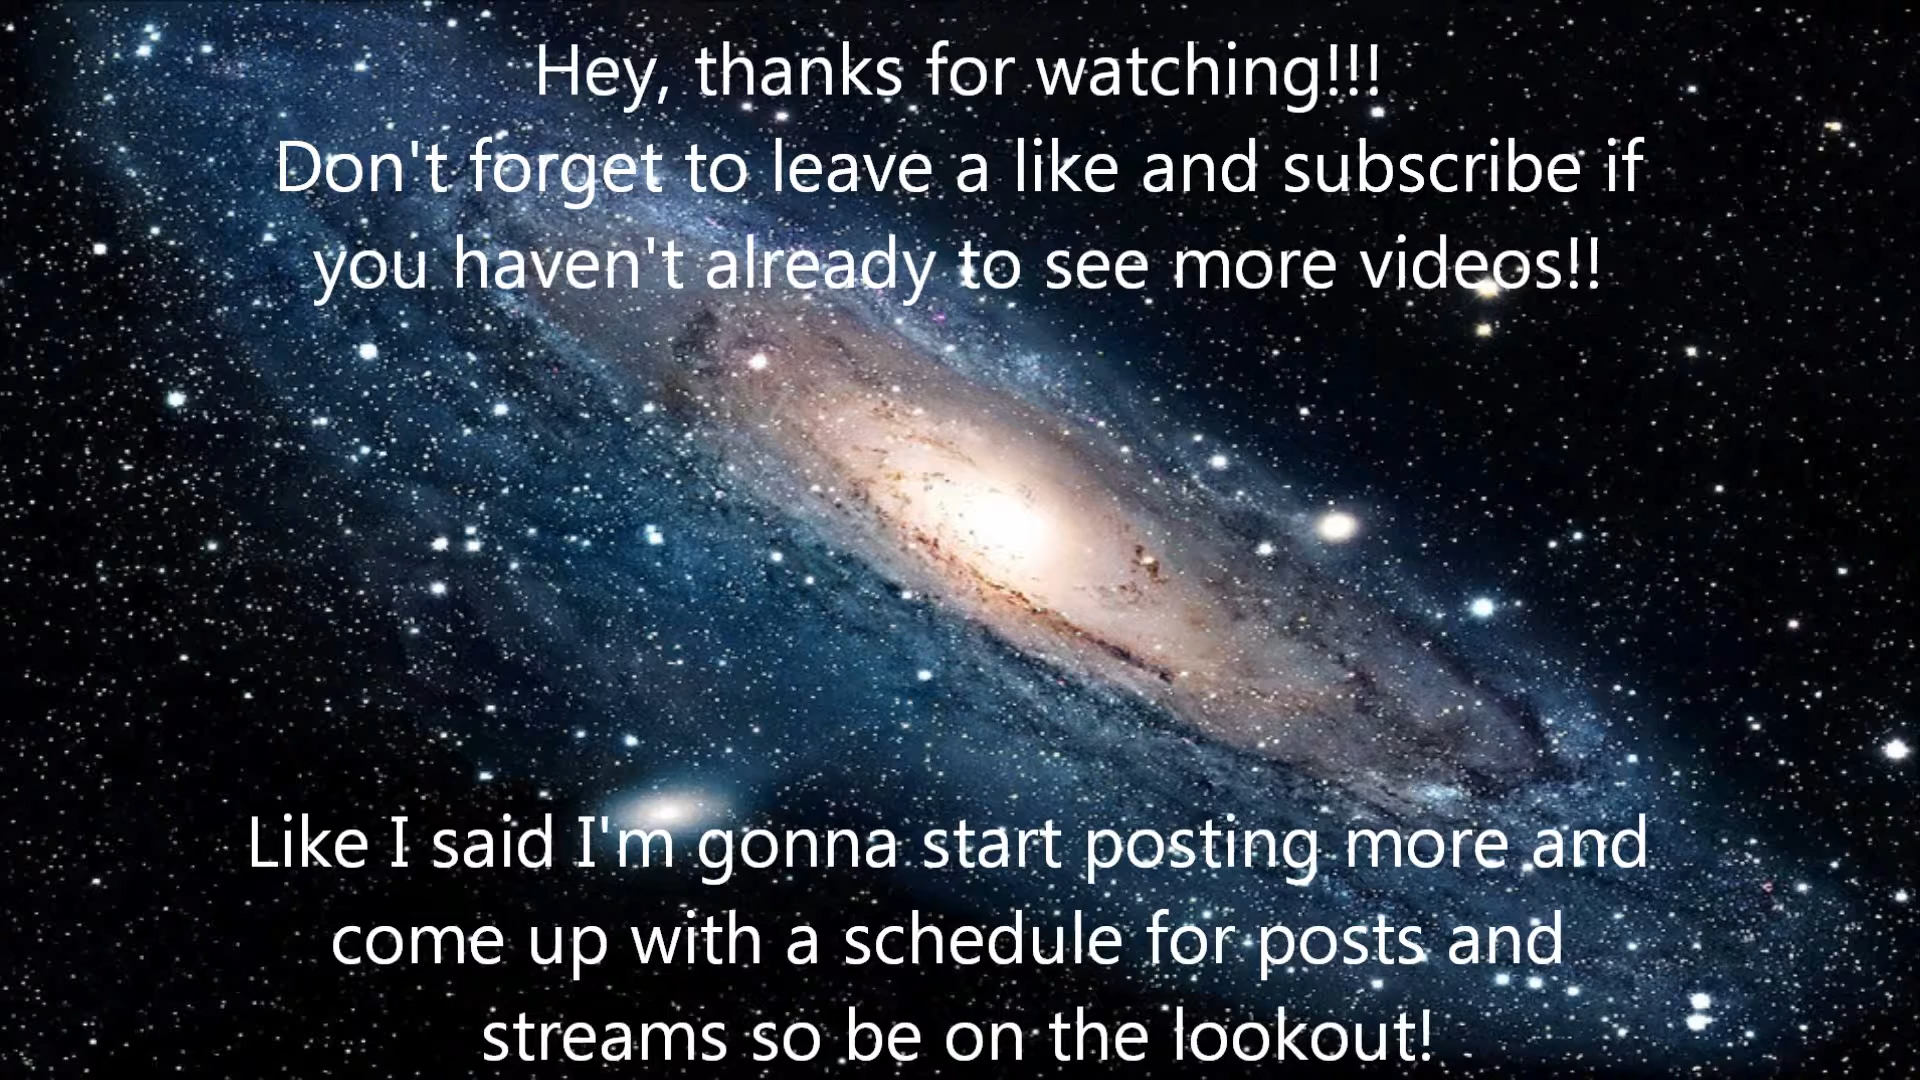 Hey, thanks for watching!!!
Don't forget to leave a like and subscribe if
you haven't already to see more videos!!
Like I said I'm gonna start posting more and
come up with a schedule for posts and
streams so be on the lookout!